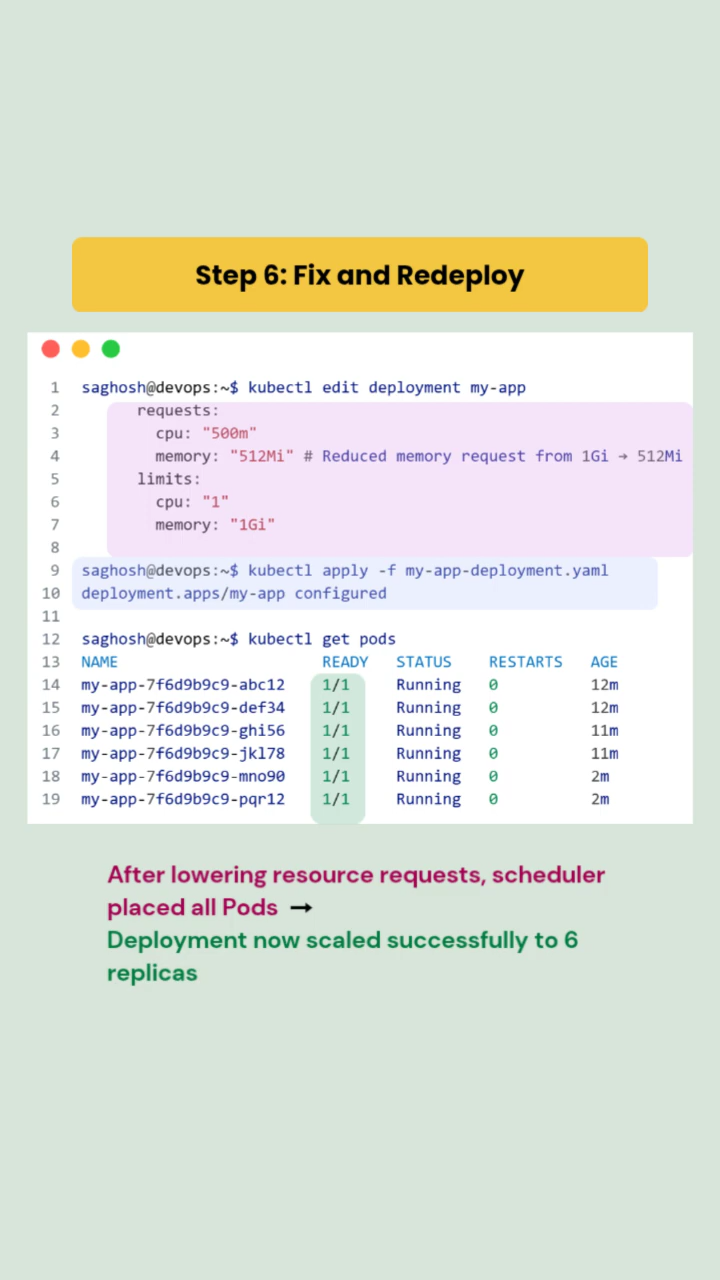 Step 6: Fix and Redeploy
1 saghosh@devops:~$ kubectl edit deployment my-app
2 requests:
3 cpu: "500m"
4 memory: "512Mi" # Reduced memory request from 1Gi → 512Mi
5 limits:
6 cpu: "1"
7 memory: "1Gi"
8
9 saghosh@devops:~$ kubectl apply -f my-app-deployment.yaml
10 deployment.apps/my-app configured
11
12 saghosh@devops:~$ kubectl get pods
13 NAME READY STATUS RESTARTS AGE
14 my-app-7f6d9b9c9-abc12 1/1 Running 0 12m
15 my-app-7f6d9b9c9-def34 1/1 Running 0 12m
16 my-app-7f6d9b9c9-ghi56 1/1 Running 0 11m
17 my-app-7f6d9b9c9-jkl78 1/1 Running 0 11m
18 my-app-7f6d9b9c9-mno90 1/1 Running 0 2m
19 my-app-7f6d9b9c9-pqr12 1/1 Running 0 2m
After lowering resource requests, scheduler
placed all Pods →
Deployment now scaled successfully to 6
replicas